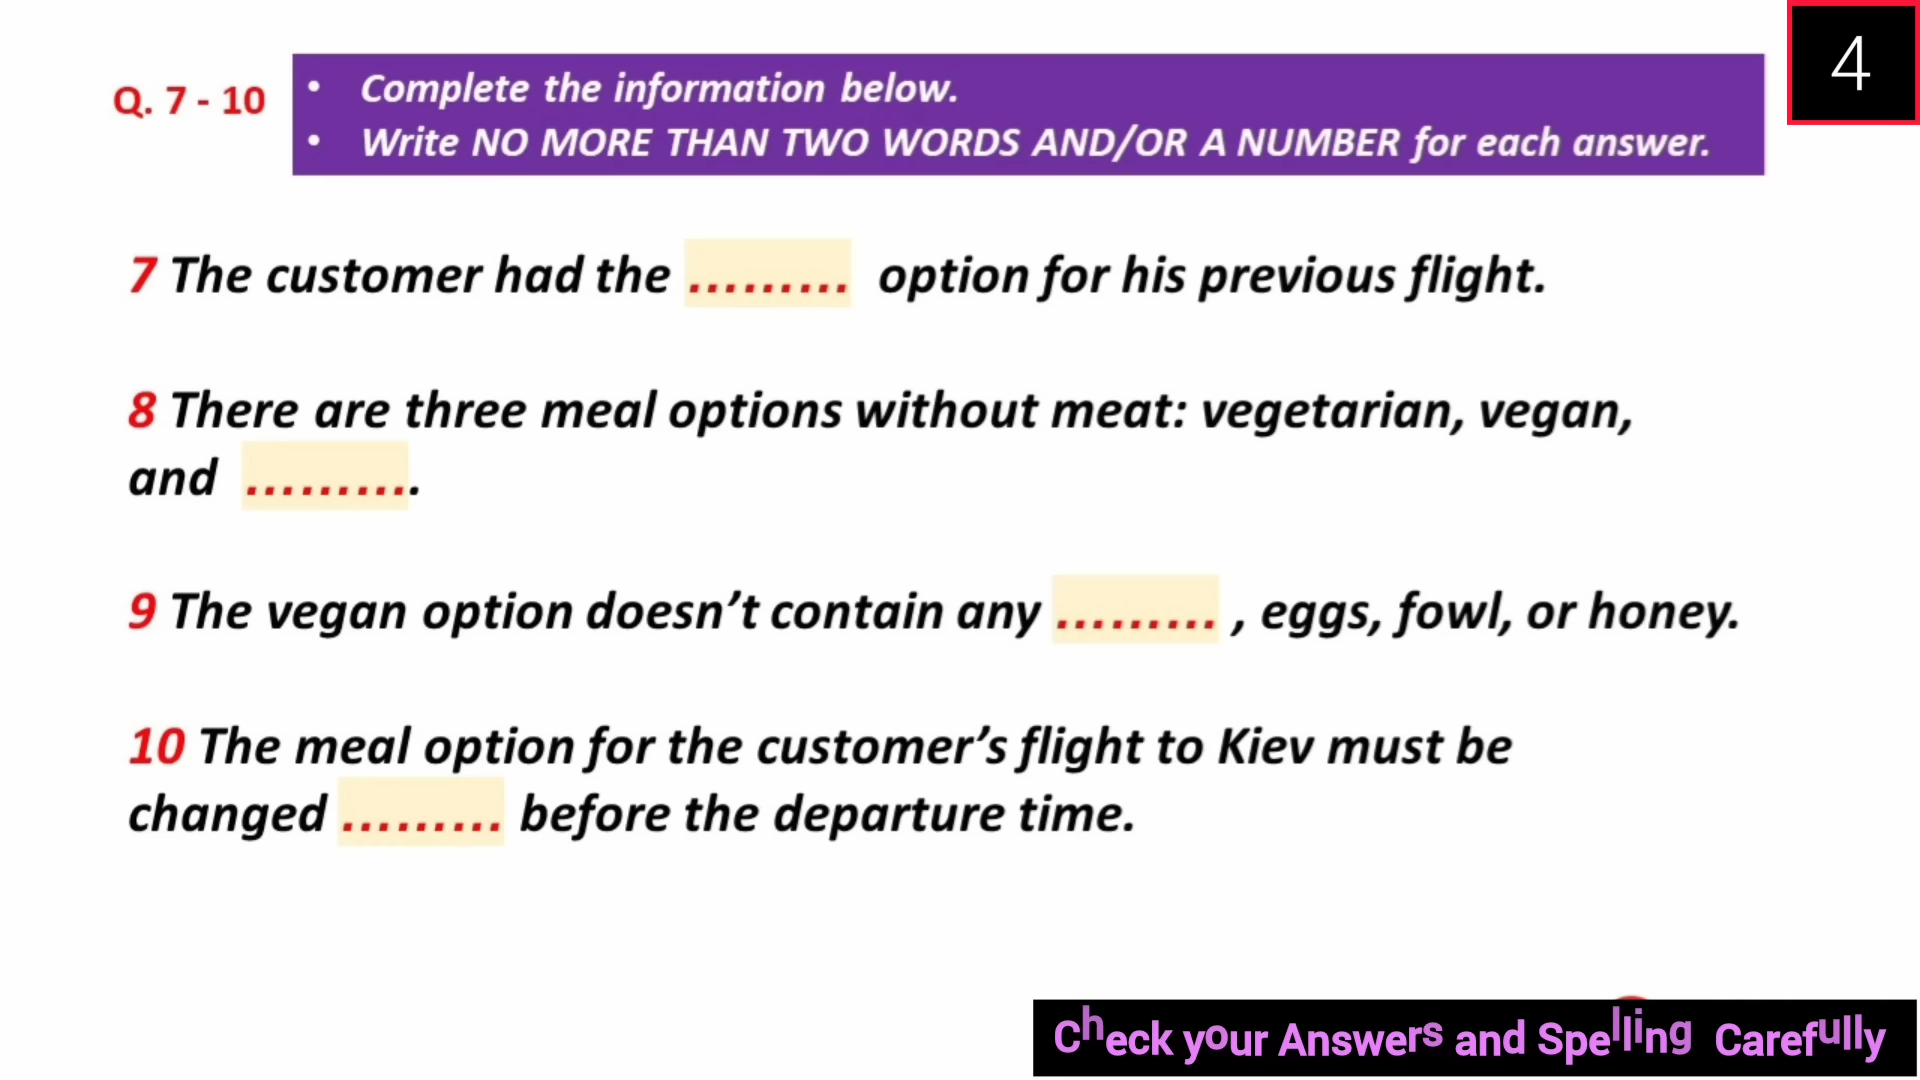 4
Q. 7 - 10
• Complete the information below.
• Write NO MORE THAN TWO WORDS AND/OR A NUMBER for each answer.
7 The customer had the ......... option for his previous flight.
8 There are three meal options without meat: vegetarian, vegan,
and ..........
9 The vegan option doesn’t contain any ......... , eggs, fowl, or honey.
10 The meal option for the customer’s flight to Kiev must be
changed ......... before the departure time.
Check your Answers and Spelling Carefully